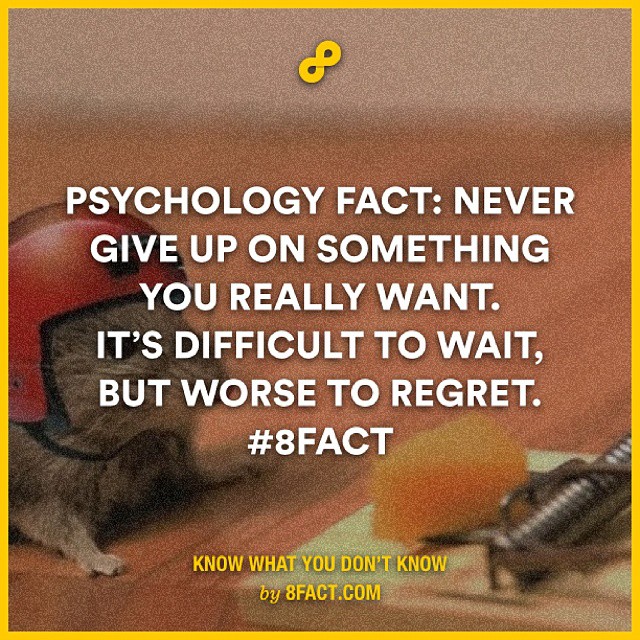 PSYCHOLOGY FACT: NEVER
GIVE UP ON SOMETHING
YOU REALLY WANT.
IT’S DIFFICULT TO WAIT,
BUT WORSE TO REGRET.
#8FACT
KNOW WHAT YOU DON’T KNOW
by 8FACT.COM